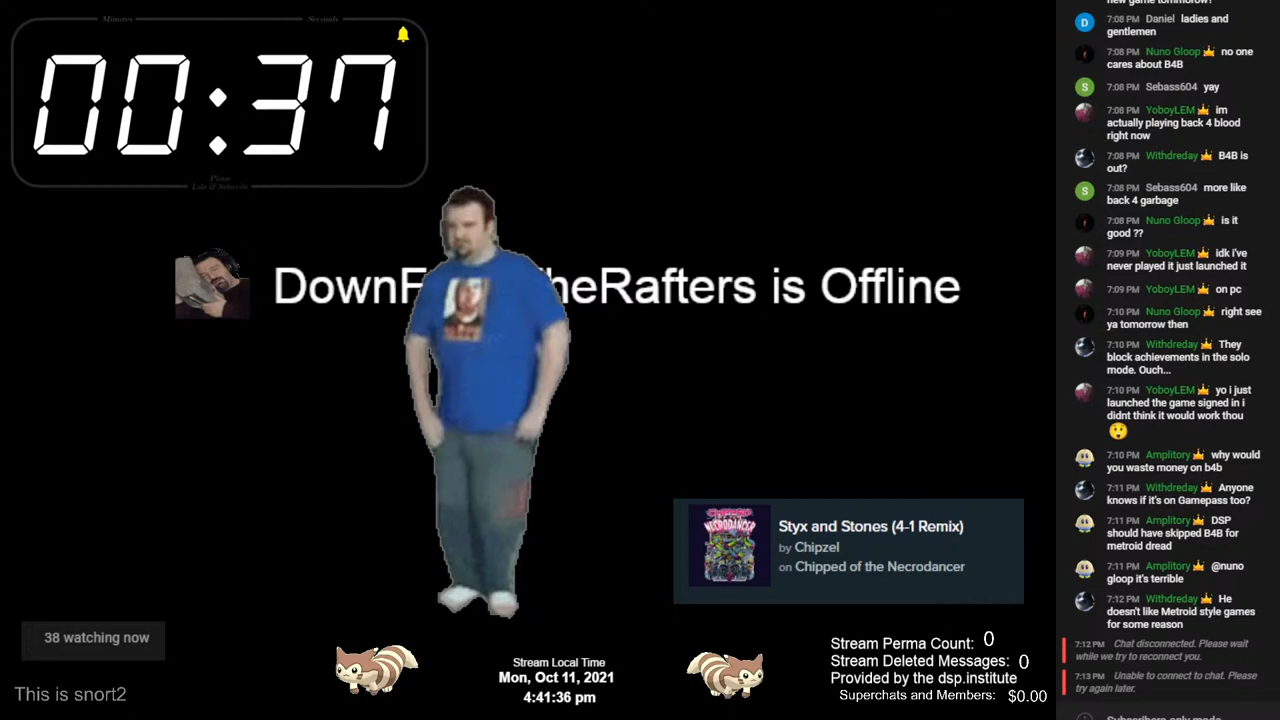 Minutes
Seconds
00:37
Please
Like & Subscribe
DownF
heRafters is Offline
Styx and Stones (4-1 Remix)
by Chipzel
on Chipped of the Necrodancer
NECRODANCER
38 watching now
This is snort2
Stream Local Time
Mon, Oct 11, 2021
4:41:36 pm
Stream Perma Count: 0
Stream Deleted Messages: 0
Provided by the dsp.institute
Superchats and Members: $0.00
new game tommorow?
D 7:08 PM Daniel ladies and
gentlemen
7:08 PM Nuno Gloop no one
cares about B4B
S 7:08 PM Sebass604 yay
7:08 PM YoboyLEM im
actually playing back 4 blood
right now
7:08 PM Withdreday B4B is
out?
S 7:08 PM Sebass604 more like
back 4 garbage
7:08 PM Nuno Gloop is it
good ??
7:09 PM YoboyLEM idk i've
never played it just launched it
7:09 PM YoboyLEM on pc
7:10 PM Nuno Gloop right see
ya tomorrow then
7:10 PM Withdreday They
block achievements in the solo
mode. Ouch...
7:10 PM YoboyLEM yo i just
launched the game signed in i
didnt think it would work thou
7:10 PM Amplitory why would
you waste money on b4b
7:11 PM Withdreday Anyone
knows if it's on Gamepass too?
7:11 PM Amplitory DSP
should have skipped B4B for
metroid dread
7:11 PM Amplitory @nuno
gloop it's terrible
7:12 PM Withdreday He
doesn't like Metroid style games
for some reason
7:12 PM Chat disconnected. Please wait
while we try to reconnect you.
7:13 PM Unable to connect to chat. Please
try again later.
Subscribers-only mode